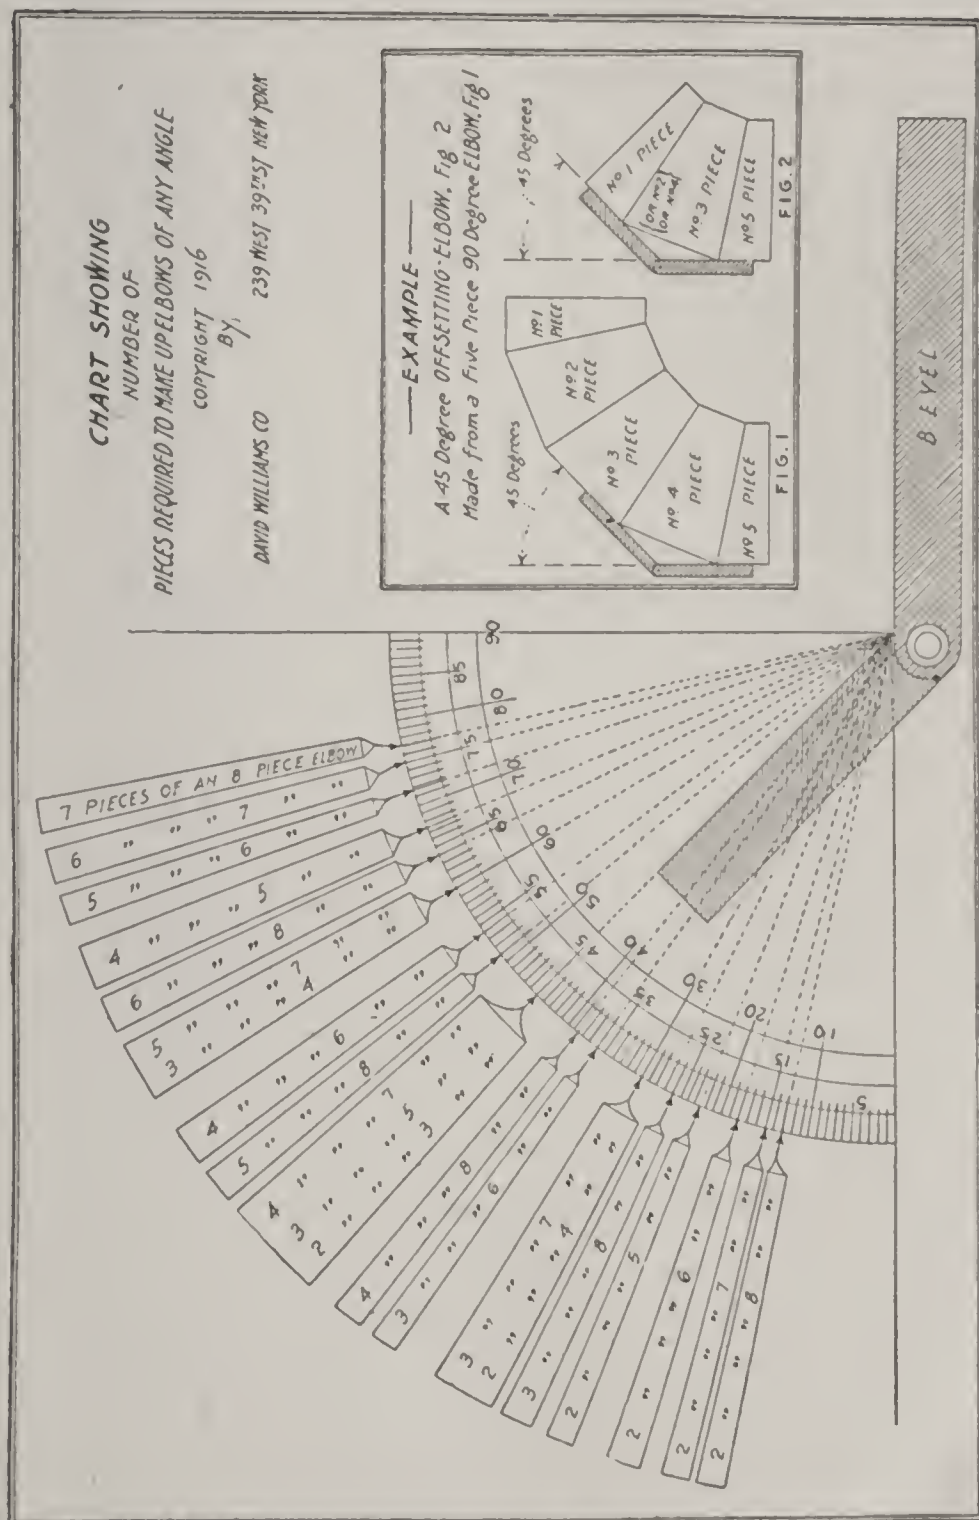 CHART SHOWING
NUMBER OF
PIECES REQUIRED TO MAKE UP ELBOWS OF ANY ANGLE
COPYRIGHT 1916
BY,
DAVID WILLIAMS CO 239 WEST 39TH ST NEW YORK
EXAMPLE
A 45 Degree OFFSETTING-ELBOW, Fig 2
Made from a Five Piece 90 Degree ELBOW, Fig 1
45 Degrees
No 1 PIECE
No 2 PIECE
No 3 PIECE
No 4 PIECE
No 5 PIECE
FIG. 1
45 Degrees
No 1 PIECE
(OR No 2)
(OR No 4)
No 3 PIECE
No 5 PIECE
FIG. 2
BEVEL
7 PIECES OF AN 8 PIECE ELBOW
6 " " 7 " "
5 " " 6 " "
4 " " 5 " "
6 " " 8 " "
5 " " 7 " "
3 " " 4 " "
4 " " 6 " "
5 " " 8 " "
4 " " 7 " "
3 " " 5 " "
2 " " 3 " "
4 " " 8 " "
3 " " 6 " "
3 " " 7 " "
2 " " 4 " "
3 " " 8 " "
2 " " 5 " "
2 " " 6 " "
2 " " 7 " "
2 " " 8 " "
90
85
80
75
70
65
60
55
50
45
40
35
30
25
20
15
10
5